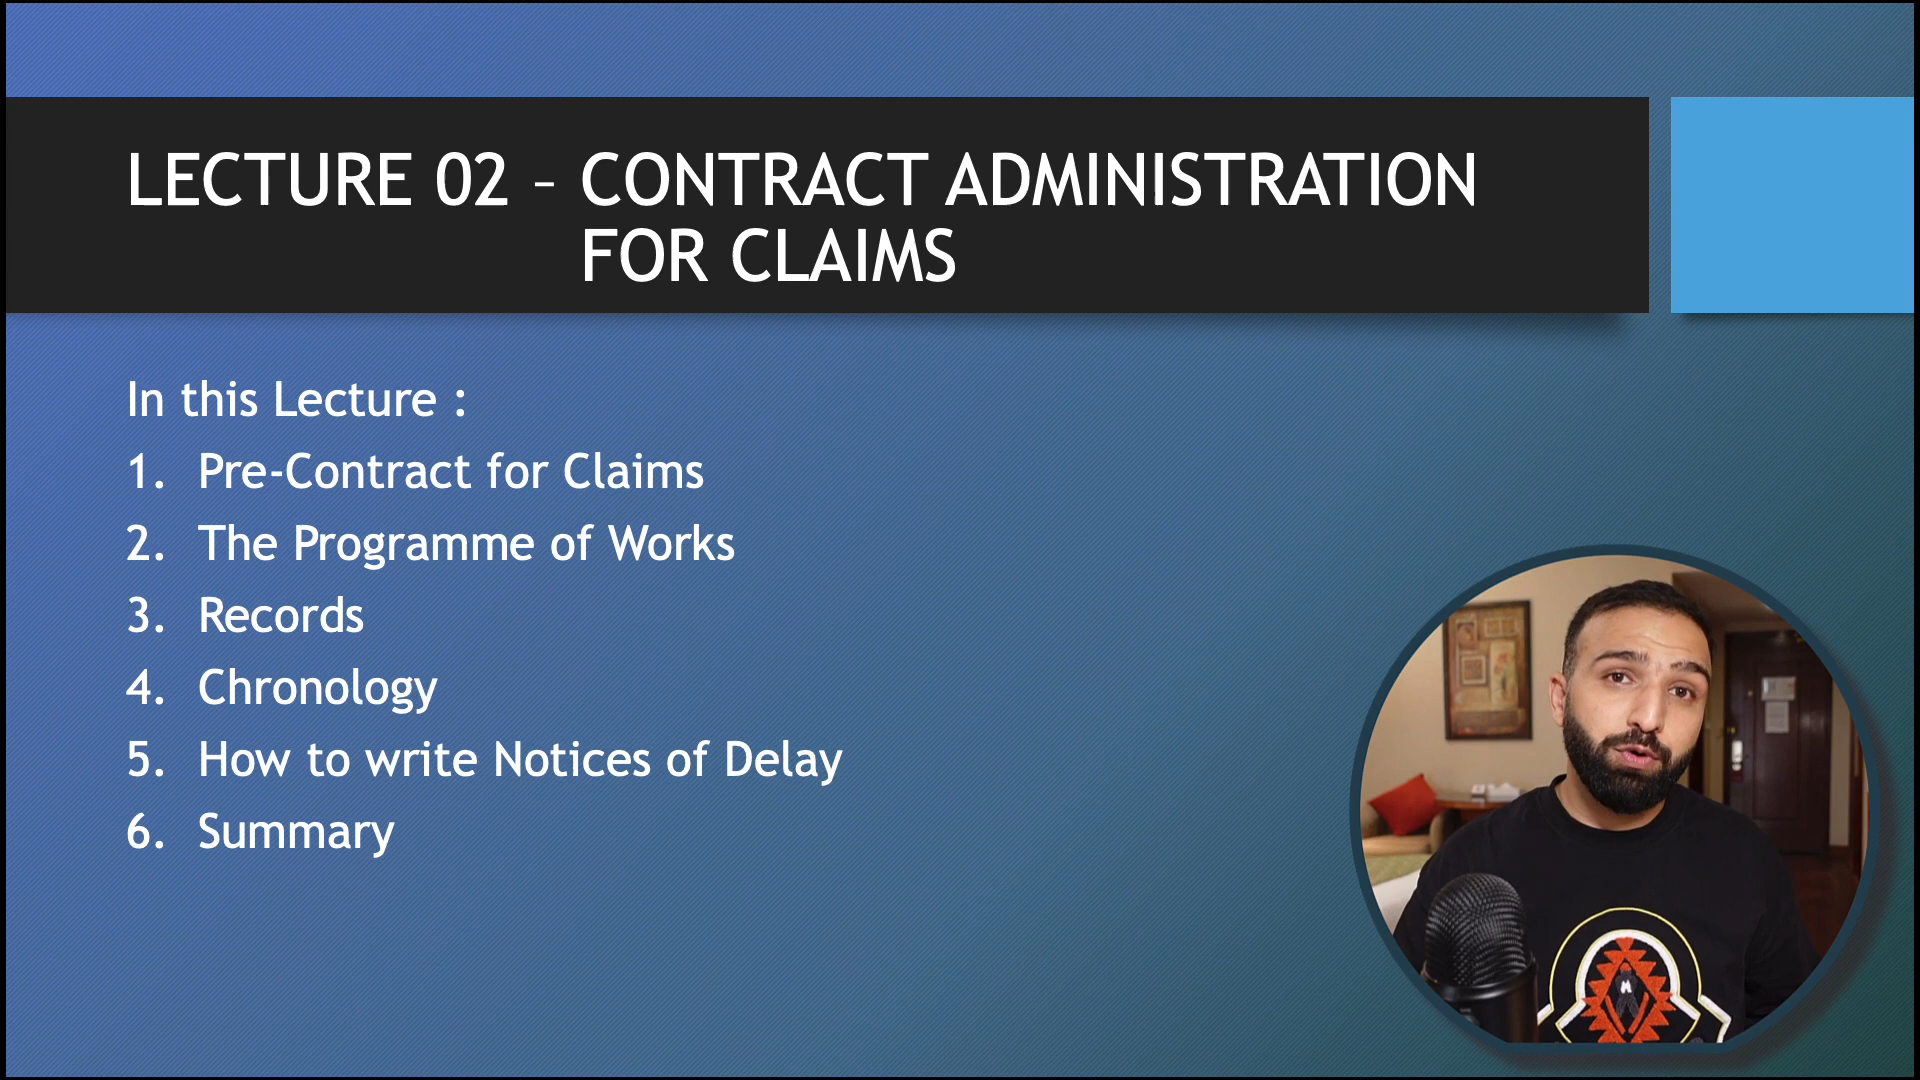 LECTURE 02 – CONTRACT ADMINISTRATION
FOR CLAIMS
In this Lecture :
1. Pre-Contract for Claims
2. The Programme of Works
3. Records
4. Chronology
5. How to write Notices of Delay
6. Summary